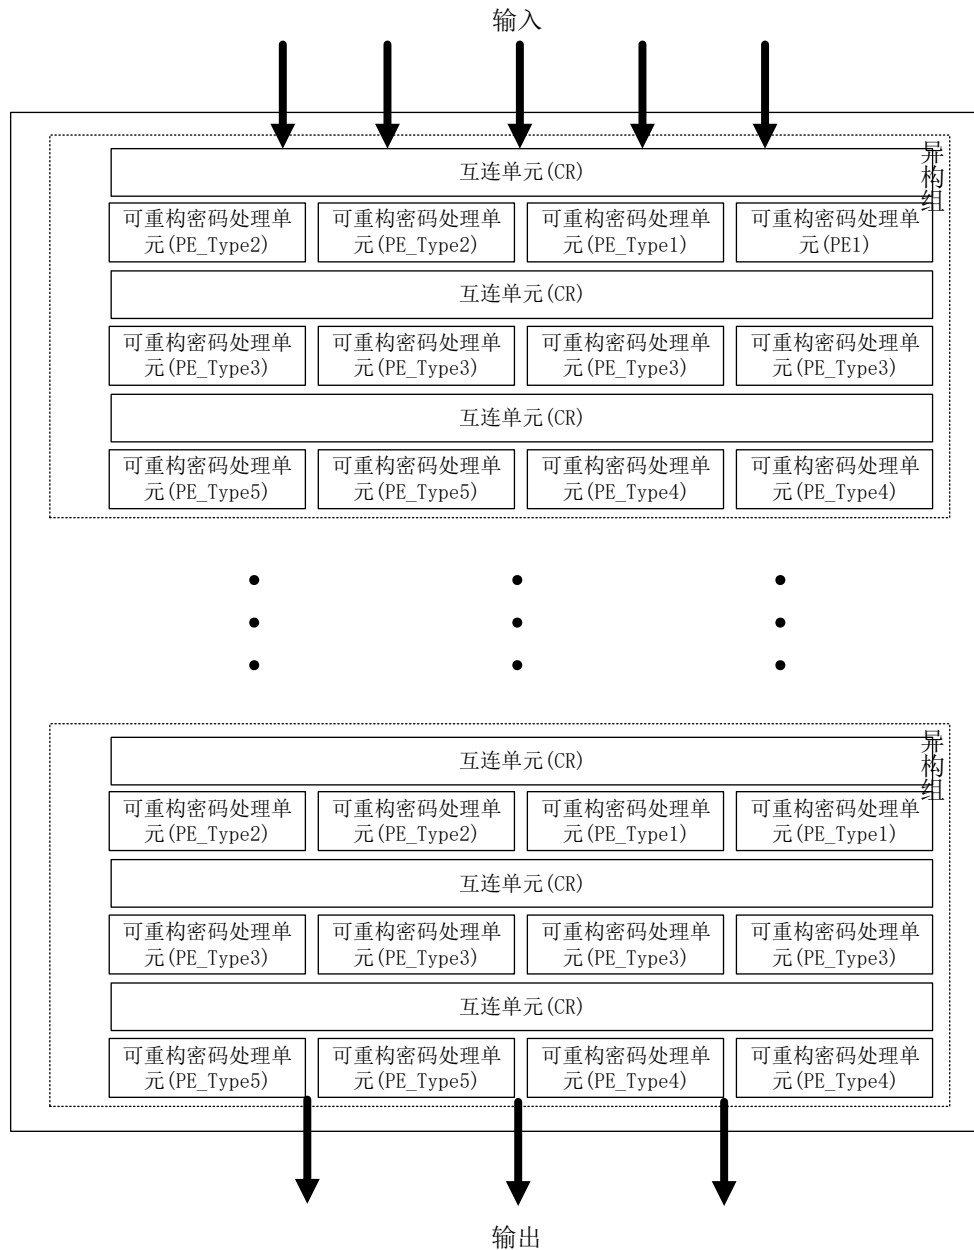 输入
异
构
组
互连单元(CR)
可重构密码处理单
元(PE_Type2)
可重构密码处理单
元(PE_Type2)
可重构密码处理单
元(PE_Type1)
可重构密码处理单
元(PE1)
互连单元(CR)
可重构密码处理单
元(PE_Type3)
可重构密码处理单
元(PE_Type3)
可重构密码处理单
元(PE_Type3)
可重构密码处理单
元(PE_Type3)
互连单元(CR)
可重构密码处理单
元(PE_Type5)
可重构密码处理单
元(PE_Type5)
可重构密码处理单
元(PE_Type4)
可重构密码处理单
元(PE_Type4)
异
构
组
互连单元(CR)
可重构密码处理单
元(PE_Type2)
可重构密码处理单
元(PE_Type2)
可重构密码处理单
元(PE_Type1)
可重构密码处理单
元(PE_Type1)
互连单元(CR)
可重构密码处理单
元(PE_Type3)
可重构密码处理单
元(PE_Type3)
可重构密码处理单
元(PE_Type3)
可重构密码处理单
元(PE_Type3)
互连单元(CR)
可重构密码处理单
元(PE_Type5)
可重构密码处理单
元(PE_Type5)
可重构密码处理单
元(PE_Type4)
可重构密码处理单
元(PE_Type4)
输出